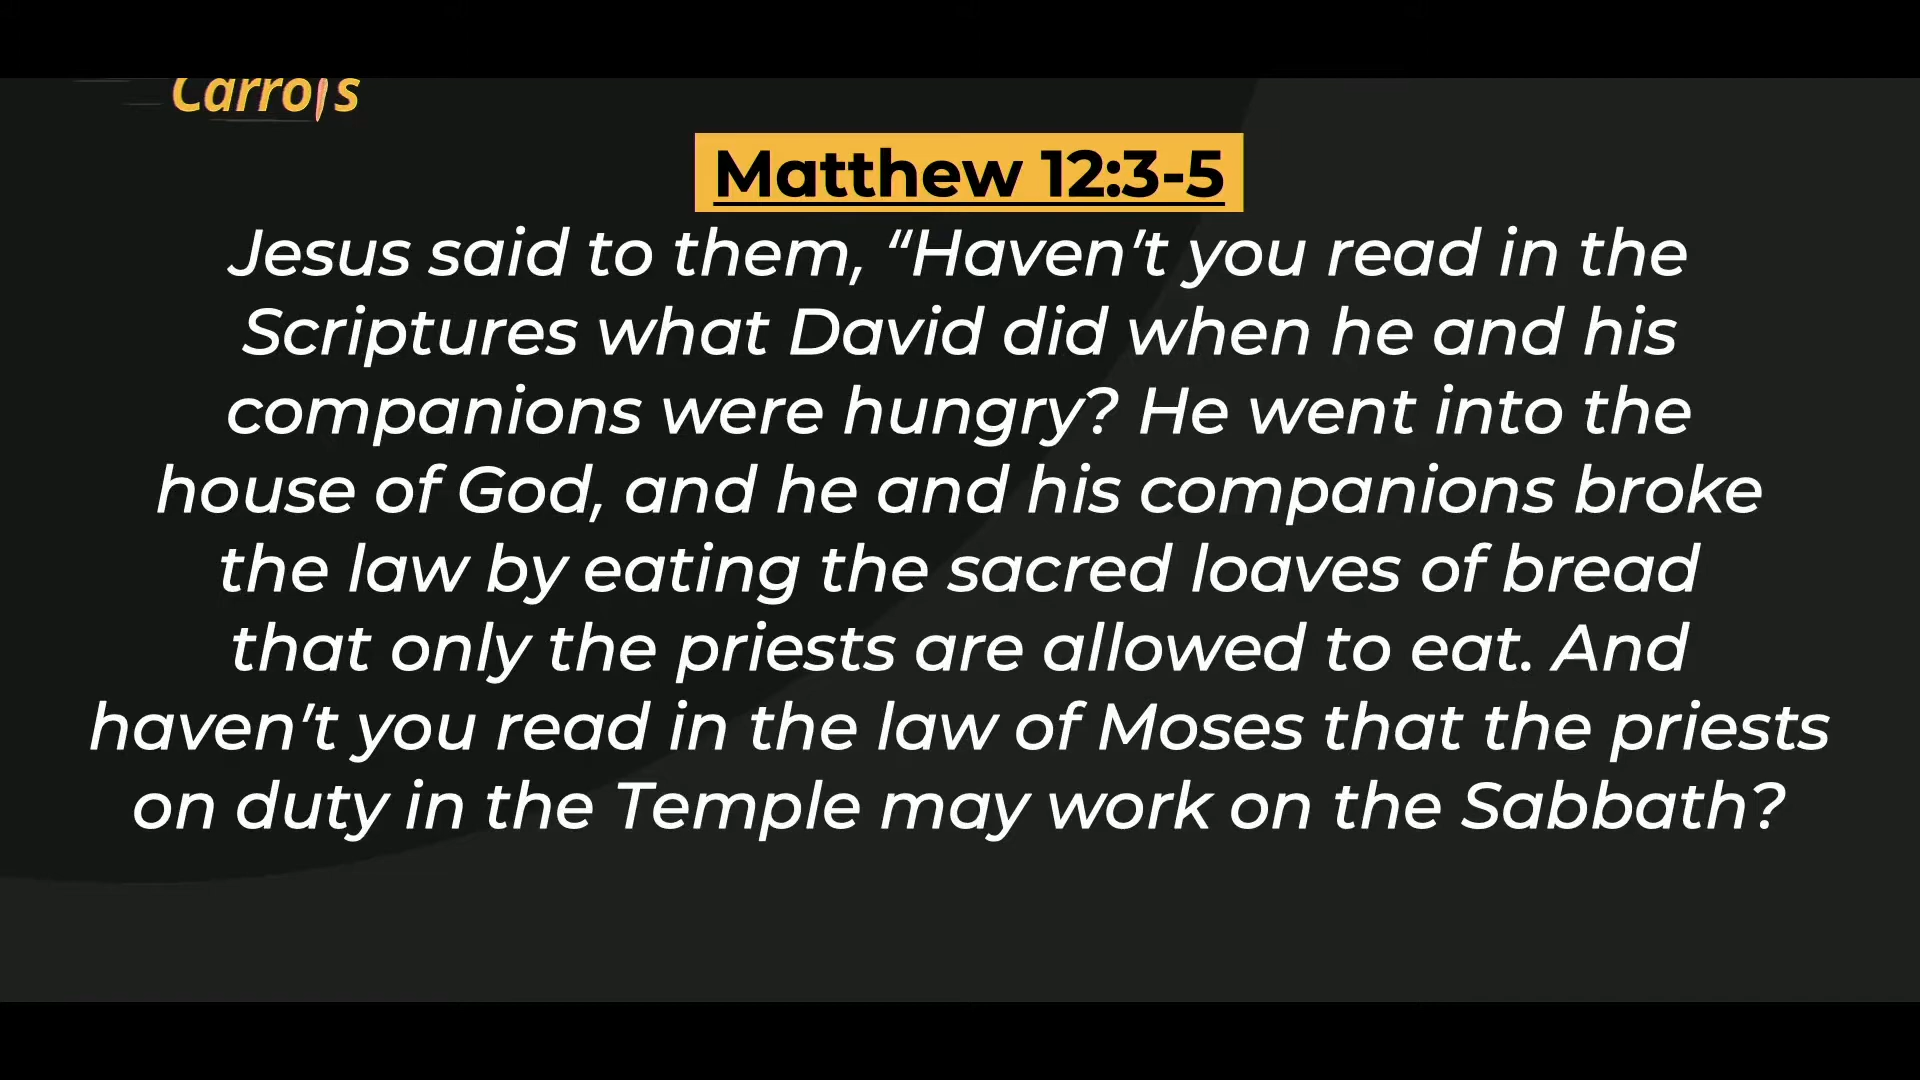 Carrots
Matthew 12:3-5
Jesus said to them, “Haven’t you read in the
Scriptures what David did when he and his
companions were hungry? He went into the
house of God, and he and his companions broke
the law by eating the sacred loaves of bread
that only the priests are allowed to eat. And
haven’t you read in the law of Moses that the priests
on duty in the Temple may work on the Sabbath?